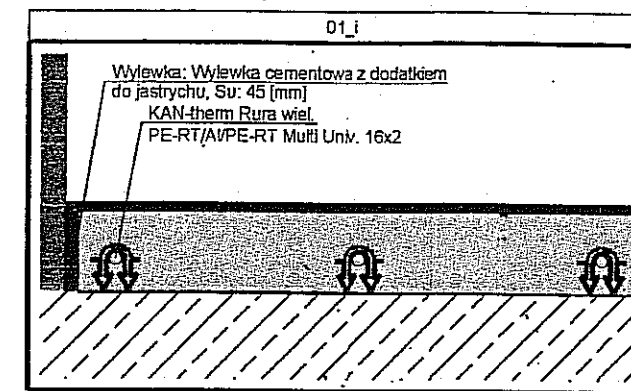 01_i
Wylewka: Wylewka cementowa z dodatkiem
do jastrychu, Su: 45 [mm]
KAN-therm Rura wiel.
PE-RT/Al/PE-RT Multi Univ. 16x2